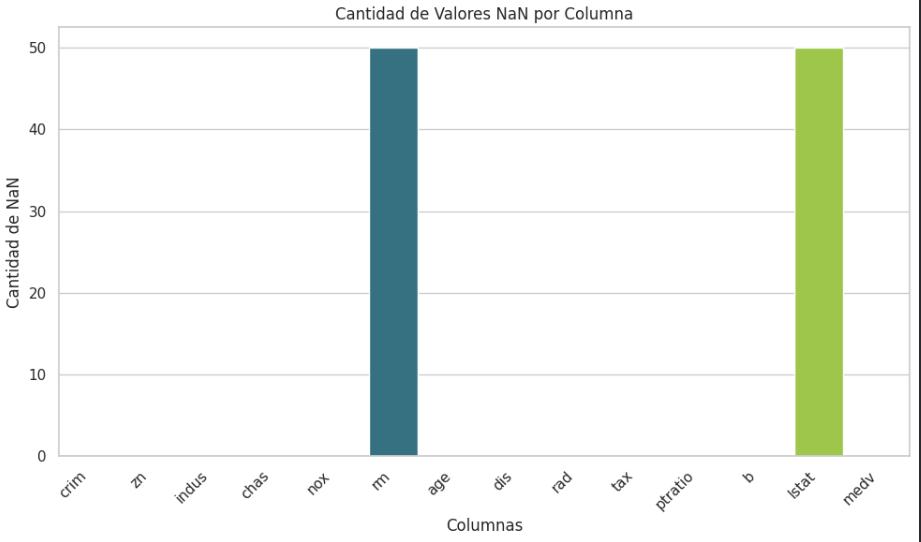 Cantidad de Valores NaN por Columna
Cantidad de NaN
50
40
30
20
10
0
crim
zn
indus
chas
nox
rm
age
dis
rad
tax
ptratio
b
lstat
medv
Columnas